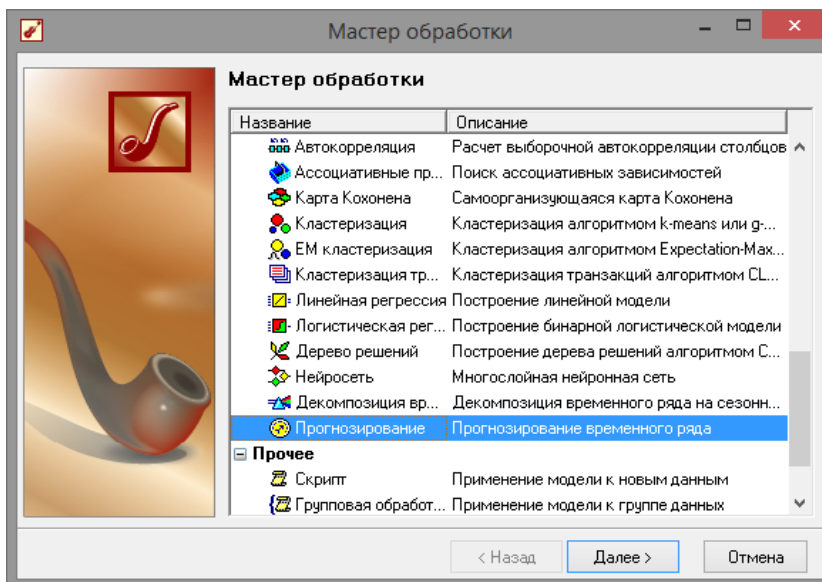 Мастер обработки
Мастер обработки
Название Описание
Автокорреляция Расчет выборочной автокорреляции столбцов
Ассоциативные пр... Поиск ассоциативных зависимостей
Карта Кохонена Самоорганизующаяся карта Кохонена
Кластеризация Кластеризация алгоритмом k-means или g-...
EM кластеризация Кластеризация алгоритмом Expectation-Max...
Кластеризация тр... Кластеризация транзакций алгоритмом CL...
Линейная регрессия Построение линейной модели
Логистическая рег... Построение бинарной логистической модели
Дерево решений Построение дерева решений алгоритмом C...
Нейросеть Многослойная нейронная сеть
Декомпозиция вр... Декомпозиция временного ряда на сезонн...
Прогнозирование Прогнозирование временного ряда
Прочее
Скрипт Применение модели к новым данным
Групповая обработ... Применение модели к группе данных
< Назад Далее > Отмена